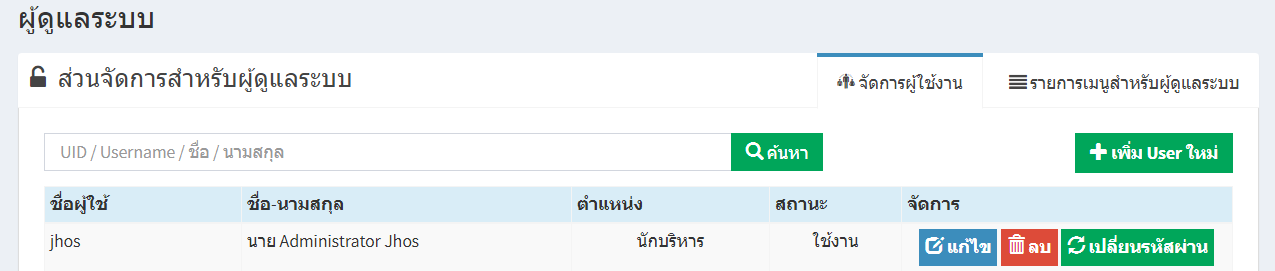 ผู้ดูแลระบบ
ส่วนจัดการสำหรับผู้ดูแลระบบ จัดการผู้ใช้งาน รายการเมนูสำหรับผู้ดูแลระบบ
UID / Username / ชื่อ / นามสกุล ค้นหา เพิ่ม User ใหม่
ชื่อผู้ใช้ ชื่อ-นามสกุล ตำแหน่ง สถานะ จัดการ
jhos นาย Administrator Jhos นักบริหาร ใช้งาน แก้ไข ลบ เปลี่ยนรหัสผ่าน